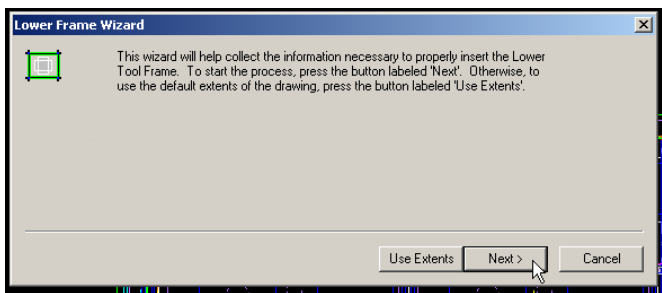 Lower Frame Wizard
This wizard will help collect the information necessary to properly insert the Lower
Tool Frame. To start the process, press the button labeled 'Next'. Otherwise, to
use the default extents of the drawing, press the button labeled 'Use Extents'.
Use Extents Next > Cancel